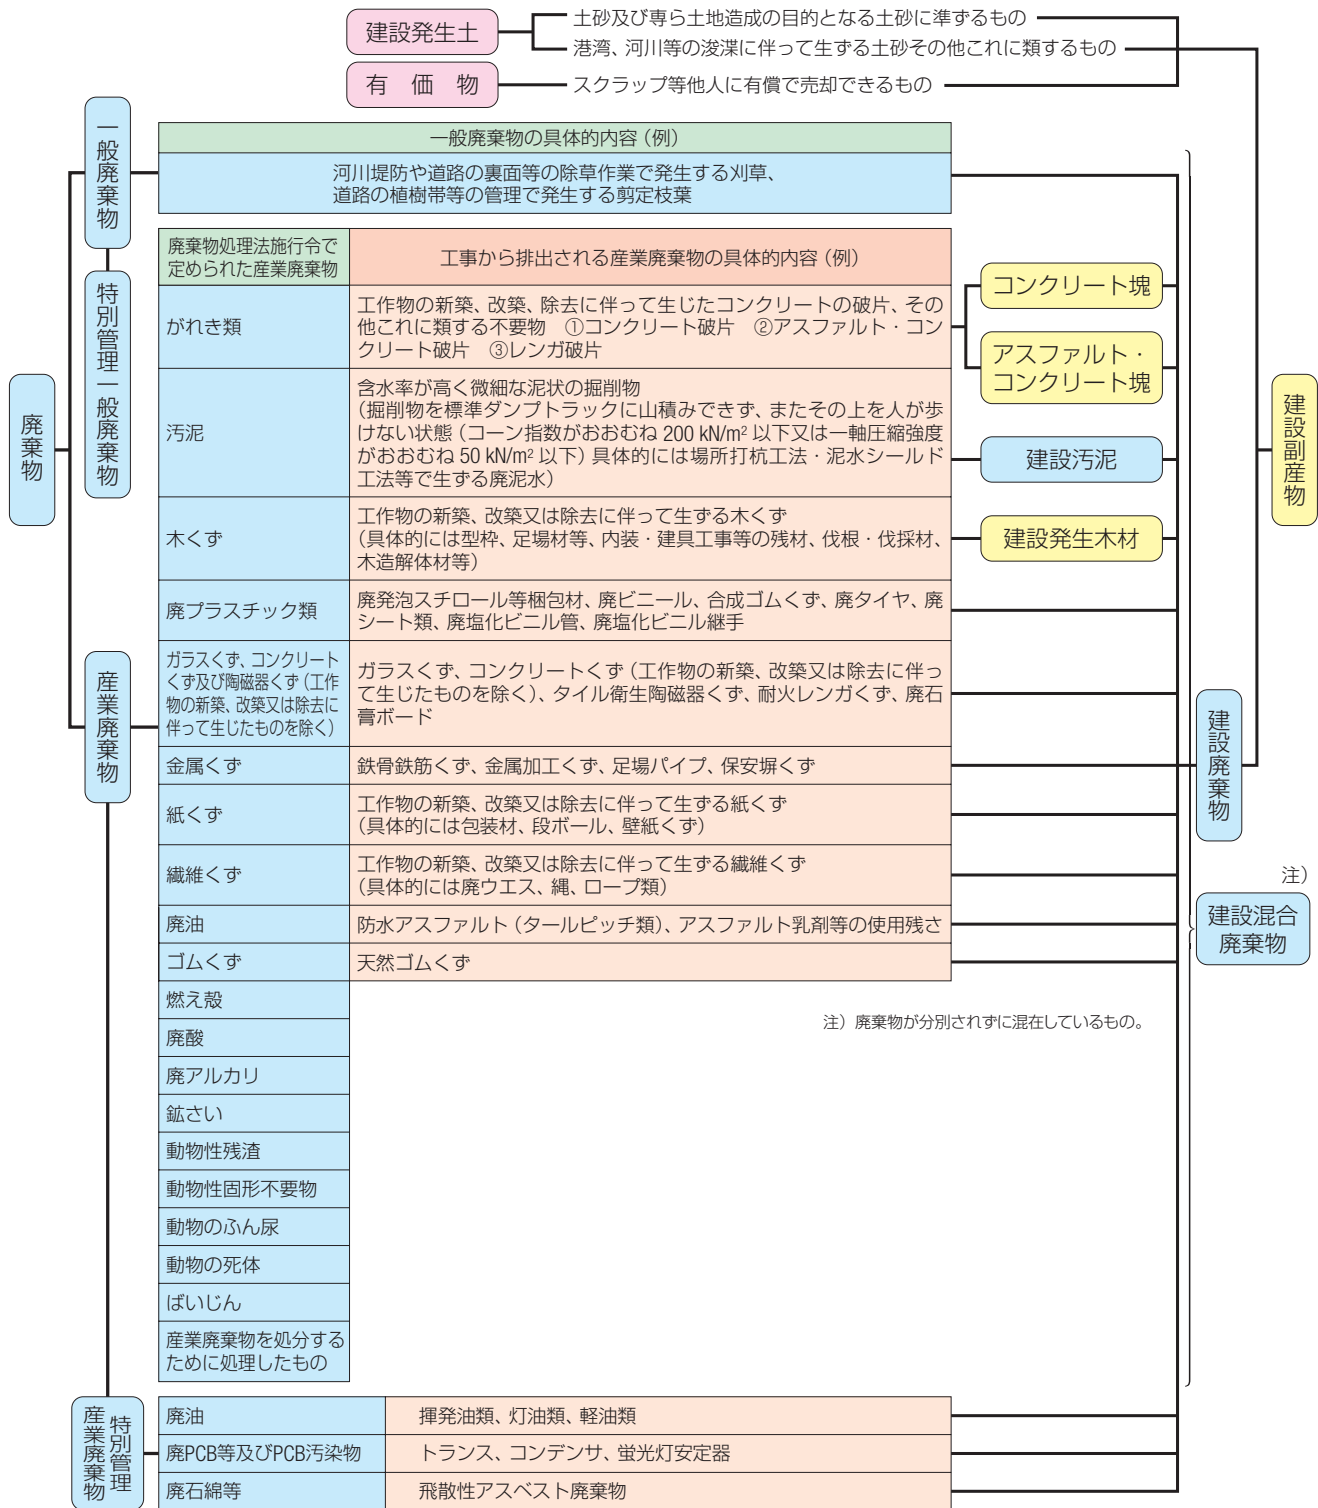 建設発生土
土砂及び専ら土地造成の目的となる土砂に準ずるもの
港湾、河川等の浚渫に伴って生ずる土砂その他これに類するもの
有価物
スクラップ等他人に有償で売却できるもの
一般廃棄物
一般廃棄物の具体的内容（例）
河川堤防や道路の裏面等の除草作業で発生する刈草、
道路の植樹帯等の管理で発生する剪定枝葉
特別管理一般廃棄物
廃棄物
廃棄物処理法施行令で
定められた産業廃棄物
工事から排出される産業廃棄物の具体的内容（例）
がれき類
工作物の新築、改築、除去に伴って生じたコンクリートの破片、その
他これに類する不要物　①コンクリート破片　②アスファルト・コン
クリート破片　③レンガ破片
コンクリート塊
アスファルト・
コンクリート塊
汚泥
含水率が高く微細な泥状の掘削物
（掘削物を標準ダンプトラックに山積みできず、またその上を人が歩
けない状態（コーン指数がおおむね 200 kN/m² 以下又は一軸圧縮強度
がおおむね 50 kN/m² 以下）具体的には場所打杭工法・泥水シールド
工法等で生ずる廃泥水）
建設汚泥
建設副産物
木くず
工作物の新築、改築又は除去に伴って生ずる木くず
（具体的には型枠、足場材等、内装・建具工事等の残材、伐根・伐採材、
木造解体材等）
建設発生木材
廃プラスチック類
廃発泡スチロール等梱包材、廃ビニール、合成ゴムくず、廃タイヤ、廃
シート類、廃塩化ビニル管、廃塩化ビニル継手
産業廃棄物
ガラスくず、コンクリート
くず及び陶磁器くず（工作
物の新築、改築又は除去に
伴って生じたものを除く）
ガラスくず、コンクリートくず（工作物の新築、改築又は除去に伴っ
て生じたものを除く）、タイル衛生陶磁器くず、耐火レンガくず、廃石
膏ボード
建設廃棄物
金属くず
鉄骨鉄筋くず、金属加工くず、足場パイプ、保安塀くず
紙くず
工作物の新築、改築又は除去に伴って生ずる紙くず
（具体的には包装材、段ボール、壁紙くず）
繊維くず
工作物の新築、改築又は除去に伴って生ずる繊維くず
（具体的には廃ウエス、縄、ロープ類）
注）
建設混合
廃棄物
廃油
防水アスファルト（タールピッチ類）、アスファルト乳剤等の使用残さ
ゴムくず
天然ゴムくず
燃え殻
注）廃棄物が分別されずに混在しているもの。
廃酸
廃アルカリ
鉱さい
動物性残渣
動物性固形不要物
動物のふん尿
動物の死体
ばいじん
産業廃棄物を処分する
ために処理したもの
特別管理
産業廃棄物
廃油
揮発油類、灯油類、軽油類
廃PCB等及びPCB汚染物
トランス、コンデンサ、蛍光灯安定器
廃石綿等
飛散性アスベスト廃棄物